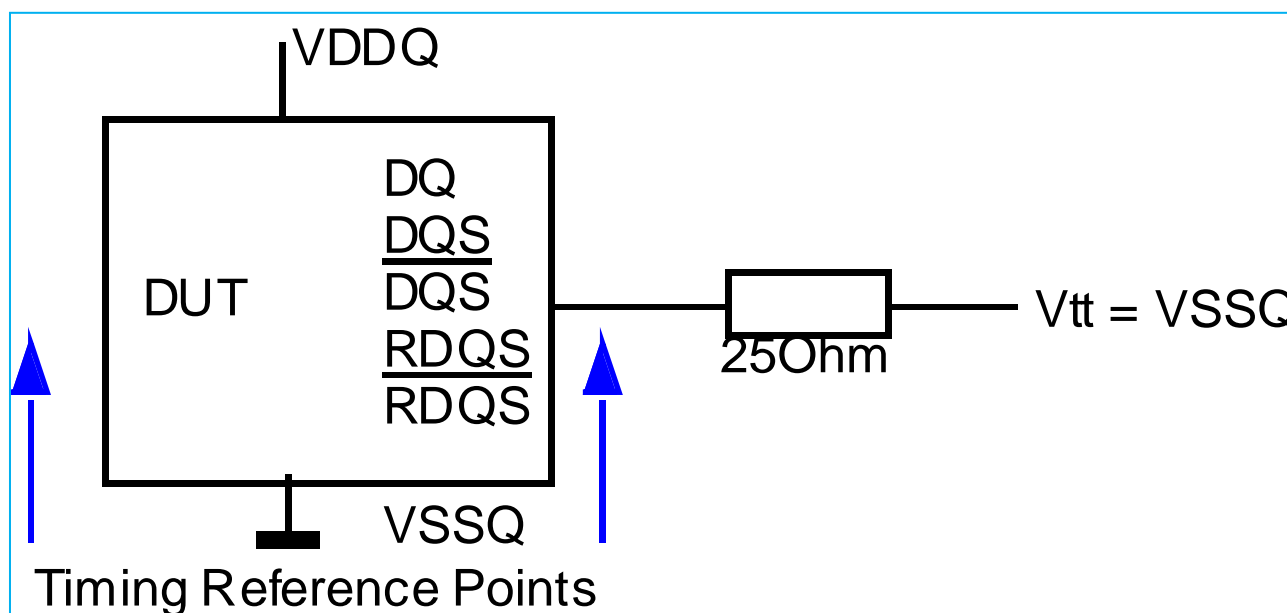 VDDQ
DQ
DQS
DQS
DUT
RDQS
RDQS
Vtt = VSSQ
25Ohm
VSSQ
Timing Reference Points